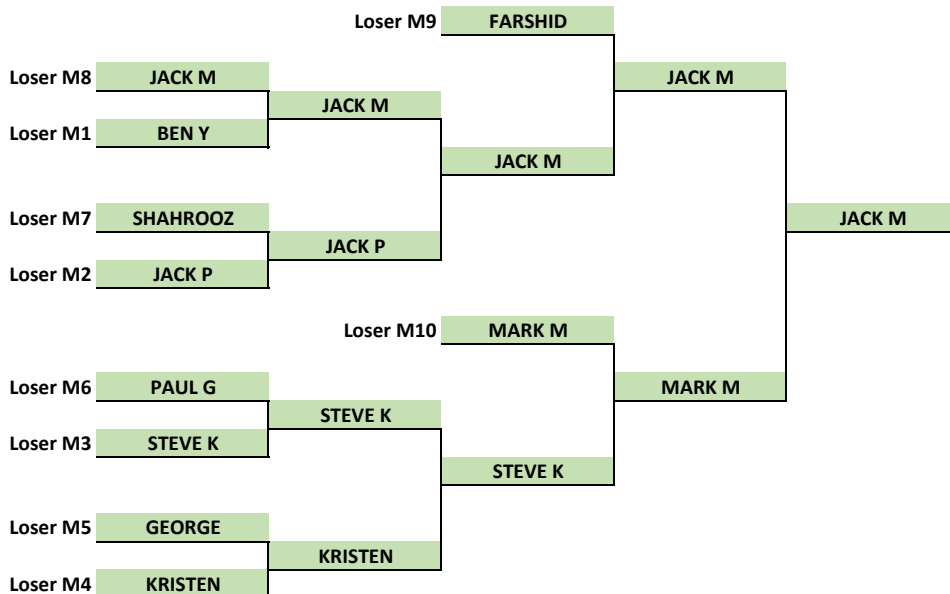 Loser M9 FARSHID
Loser M8 JACK M JACK M
JACK M
Loser M1 BEN Y
JACK M
Loser M7 SHAHROOZ JACK M
JACK P
Loser M2 JACK P
Loser M10 MARK M
Loser M6 PAUL G MARK M
STEVE K
Loser M3 STEVE K
STEVE K
Loser M5 GEORGE
KRISTEN
Loser M4 KRISTEN